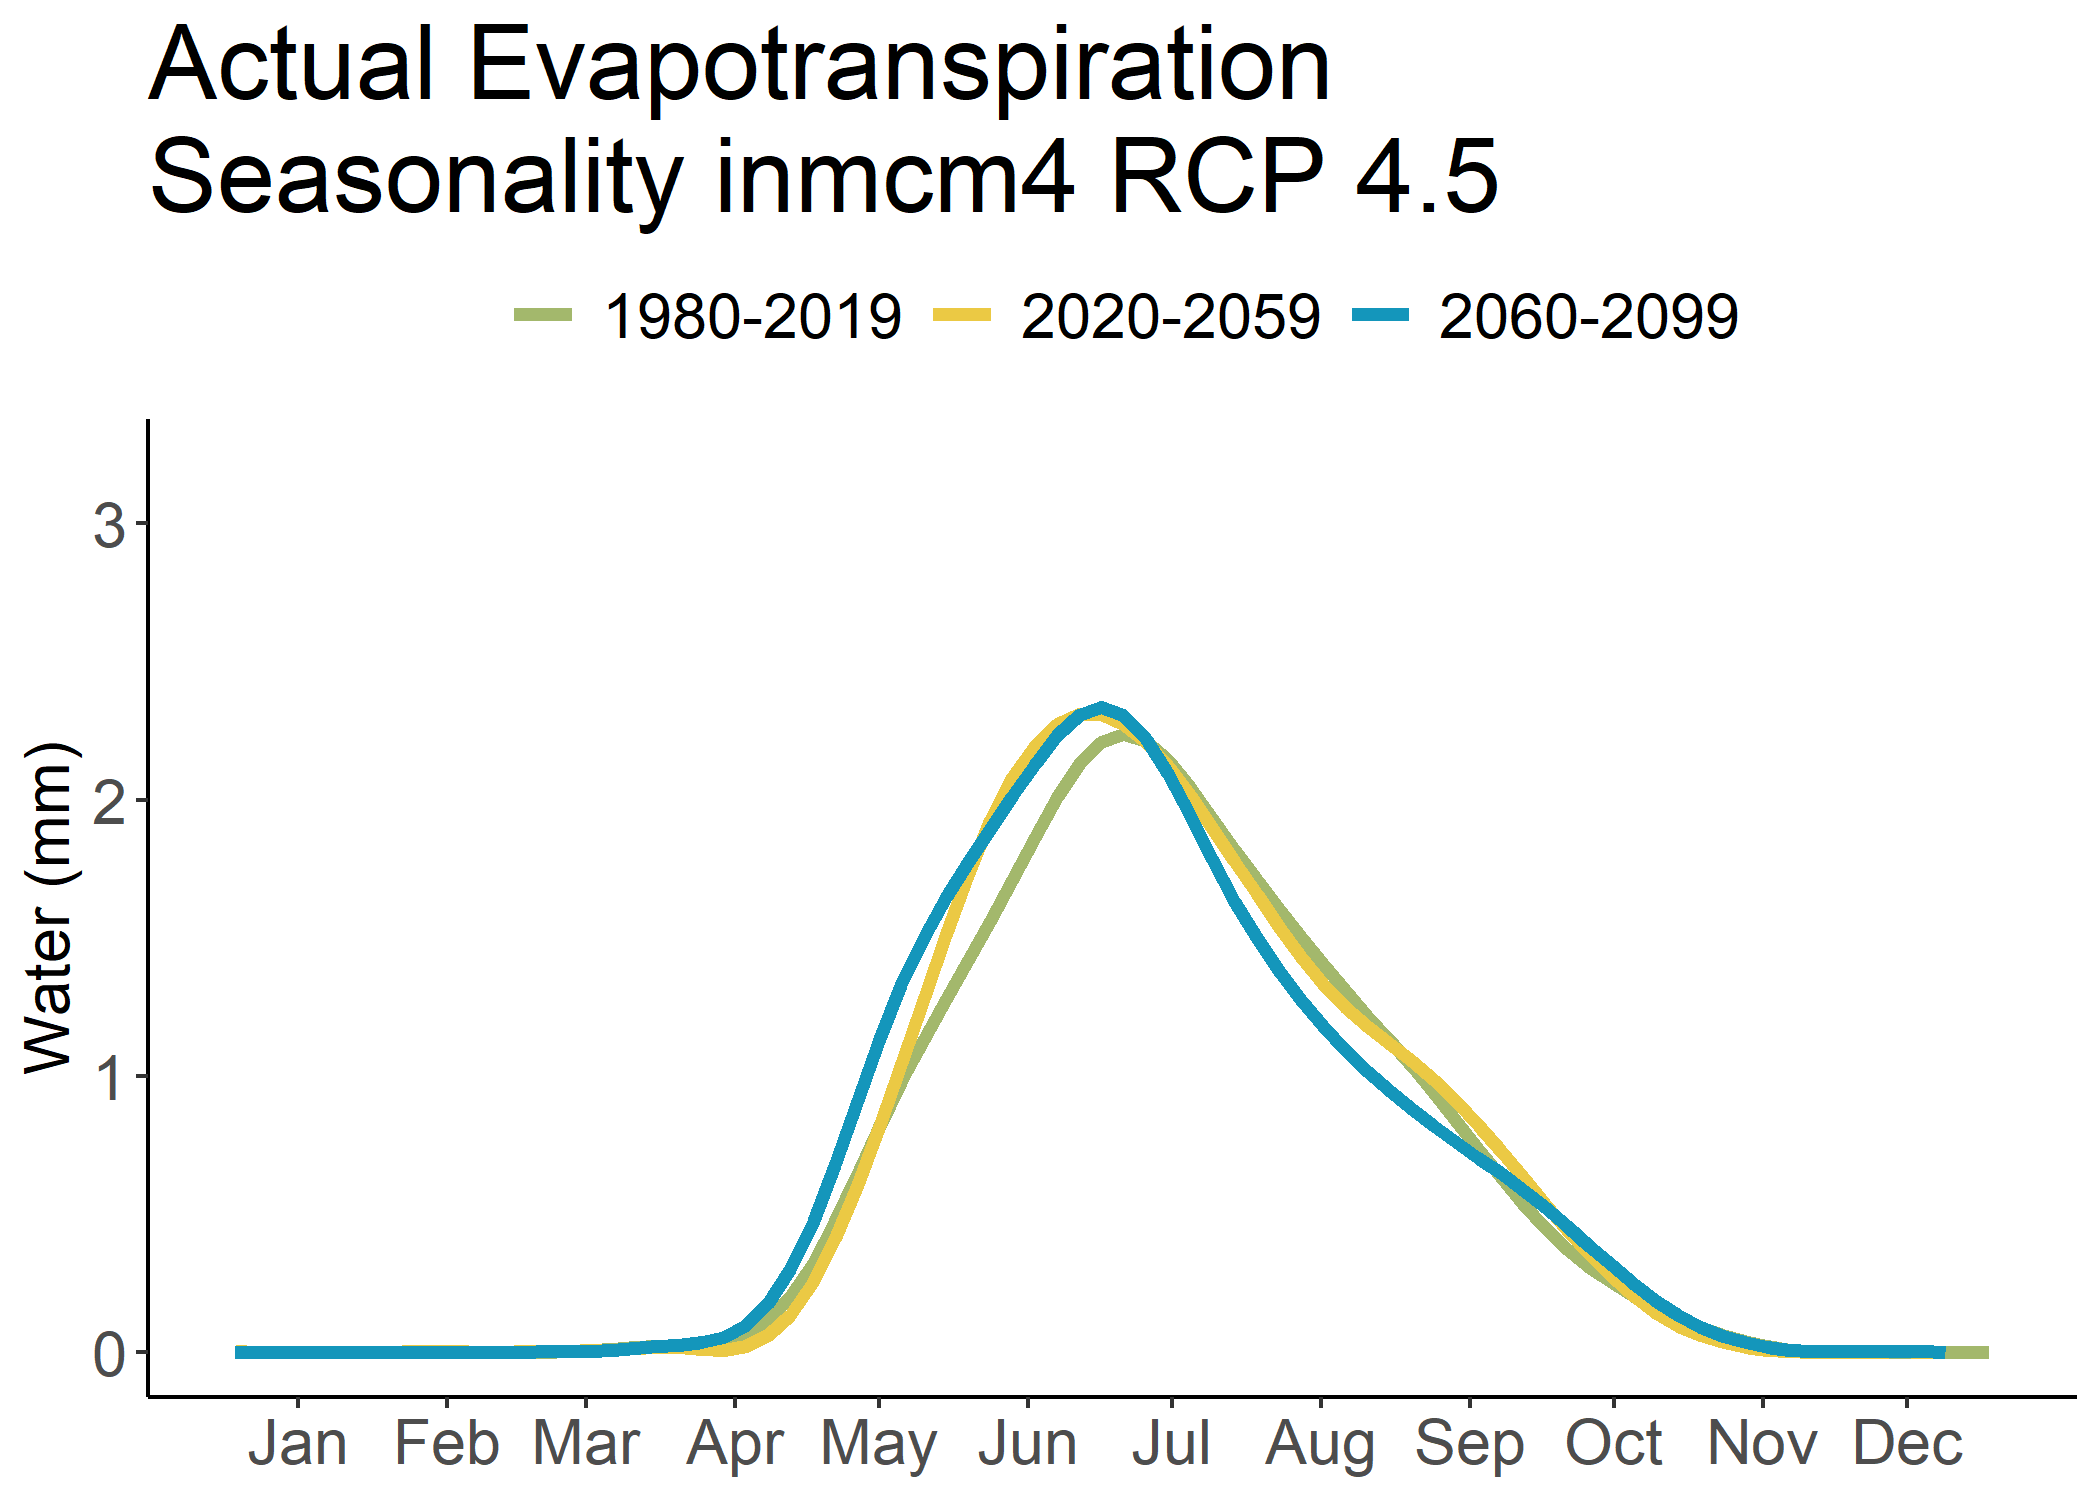 Actual Evapotranspiration
Seasonality inmcm4 RCP 4.5
1980-2019 2020-2059 2060-2099
Water (mm)
3
2
1
0
Jan Feb Mar Apr May Jun Jul Aug Sep Oct Nov Dec